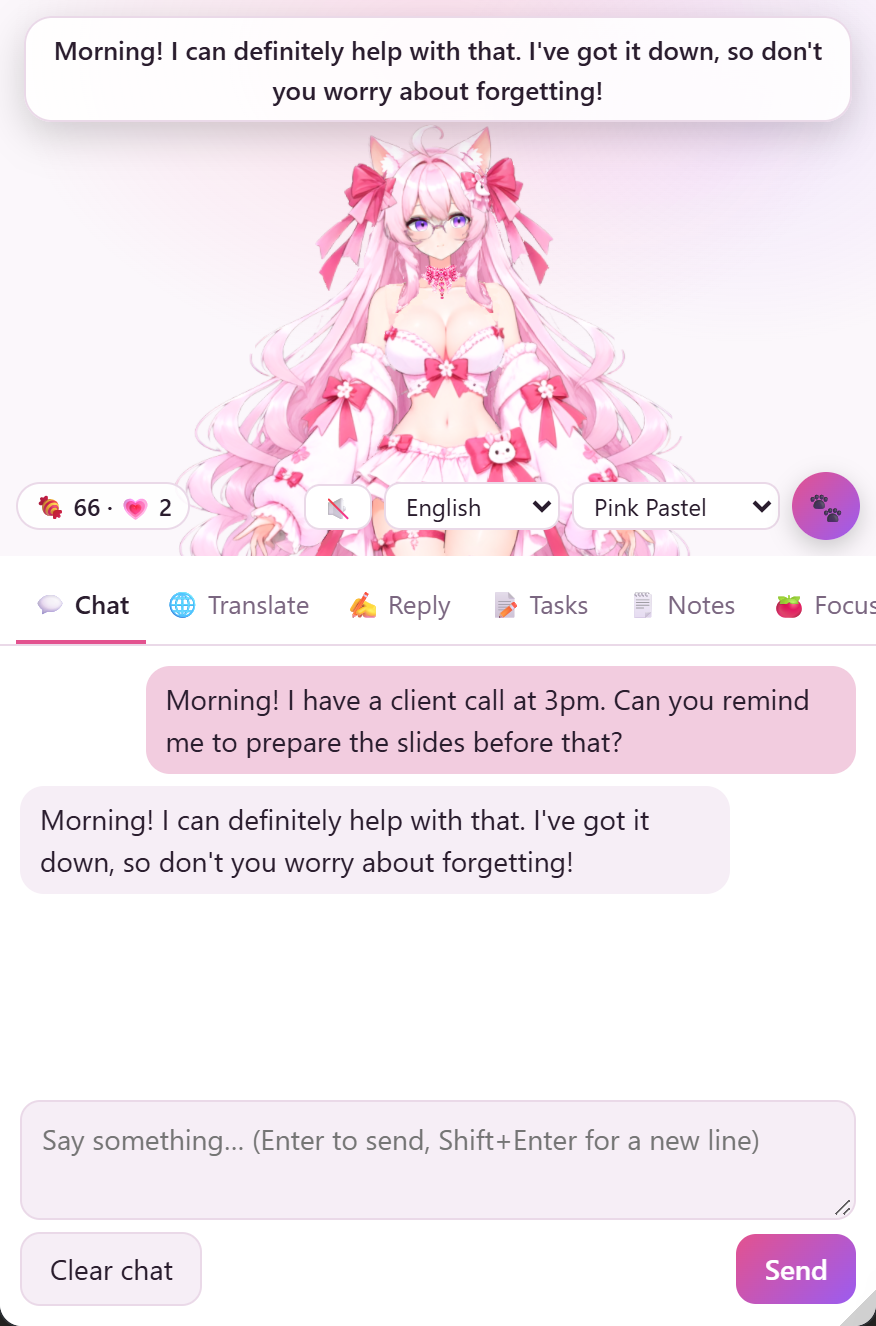 Morning! I can definitely help with that. I've got it down, so don't
you worry about forgetting!
66 · 2
English
Pink Pastel
Chat
Translate
Reply
Tasks
Notes
Focus
Morning! I have a client call at 3pm. Can you remind
me to prepare the slides before that?
Morning! I can definitely help with that. I've got it
down, so don't you worry about forgetting!
Say something... (Enter to send, Shift+Enter for a new line)
Clear chat
Send